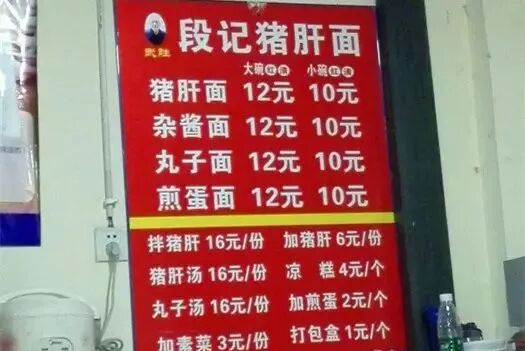 武胜
段记猪肝面
大碗 红 清 小碗 红 清
猪肝面 12元 10元
杂酱面 12元 10元
丸子面 12元 10元
煎蛋面 12元 10元
拌猪肝 16元/份 加猪肝 6元/份
猪肝汤 16元/份 凉 糕 4元/个
丸子汤 16元/份 加煎蛋 2元/个
加素菜 3元/份 打包盒 1元/个